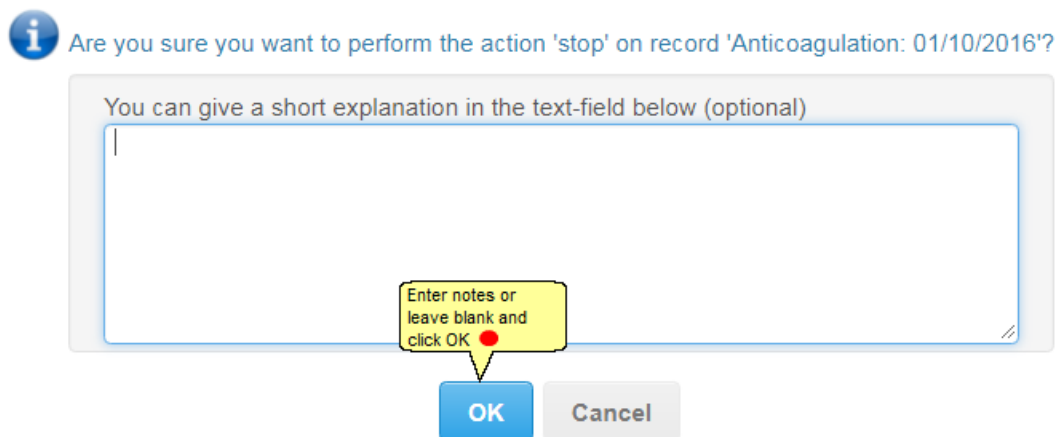 Are you sure you want to perform the action 'stop' on record 'Anticoagulation: 01/10/2016'?
You can give a short explanation in the text-field below (optional)
Enter notes or
leave blank and
click OK
OK
Cancel